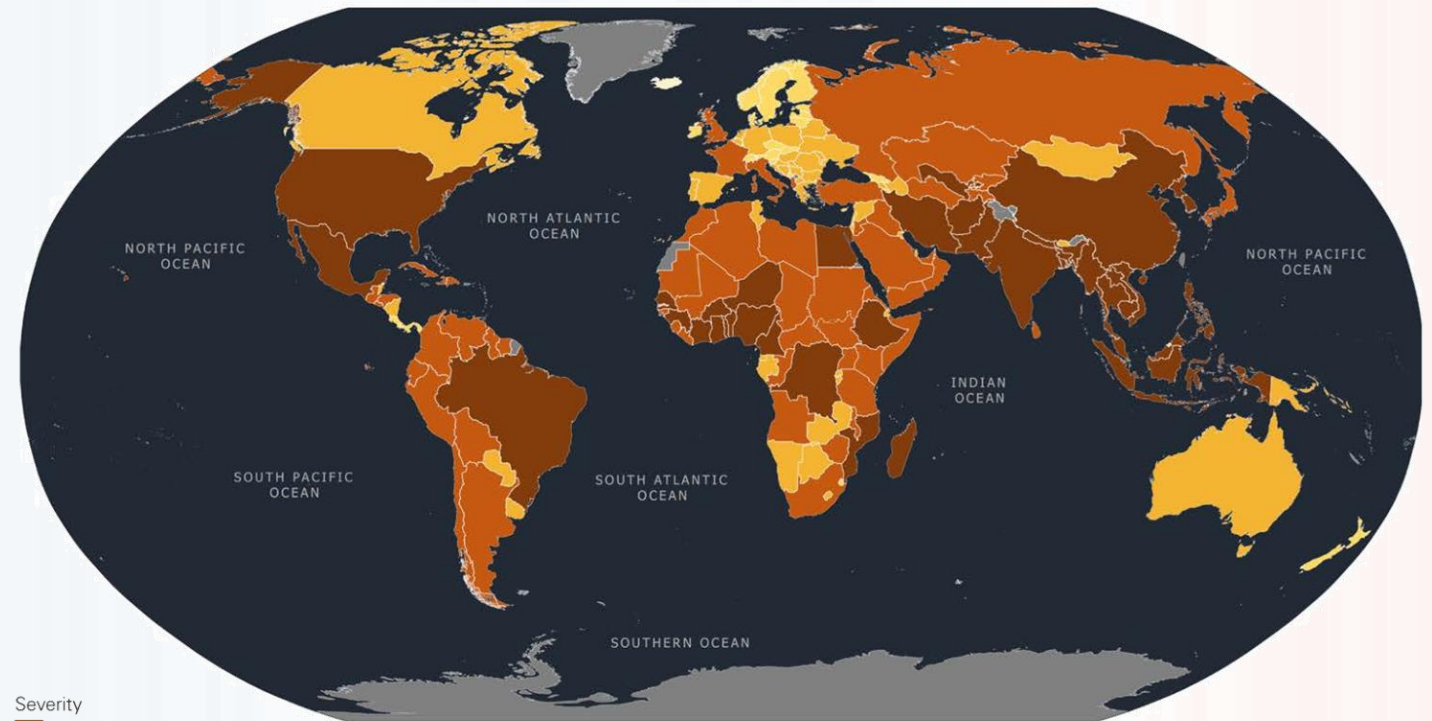 NORTH ATLANTIC
OCEAN
NORTH PACIFIC
OCEAN
NORTH PACIFIC
OCEAN
INDIAN
OCEAN
SOUTH PACIFIC
OCEAN
SOUTH ATLANTIC
OCEAN
SOUTHERN OCEAN
Severity